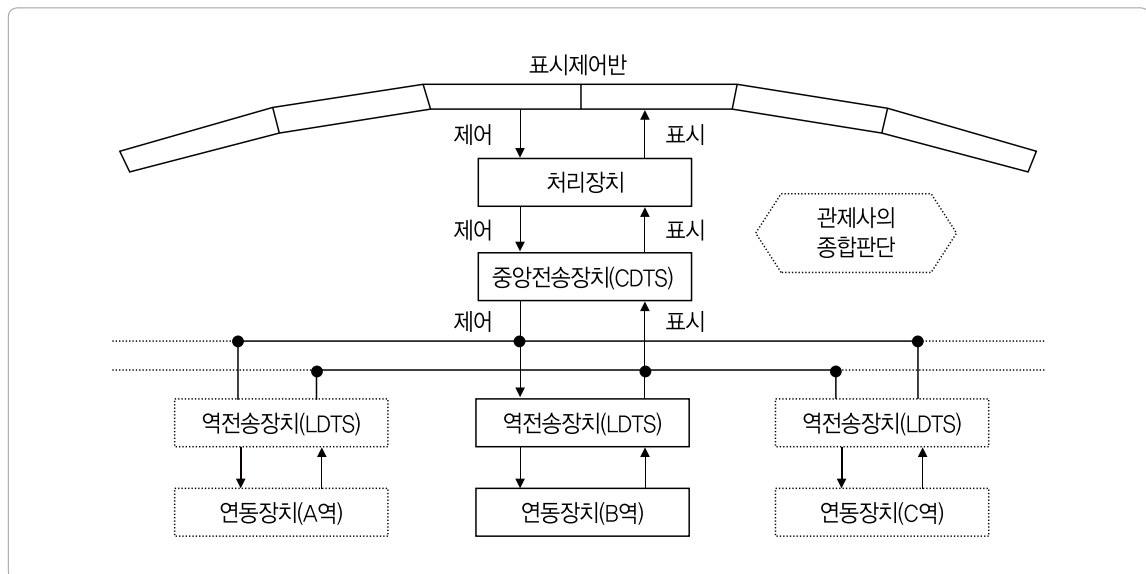 표시제어반
제어 표시
처리장치
관제사의
종합판단
제어 표시
중앙전송장치(CDTS)
제어 표시
역전송장치(LDTS) 역전송장치(LDTS) 역전송장치(LDTS)
연동장치(A역) 연동장치(B역) 연동장치(C역)